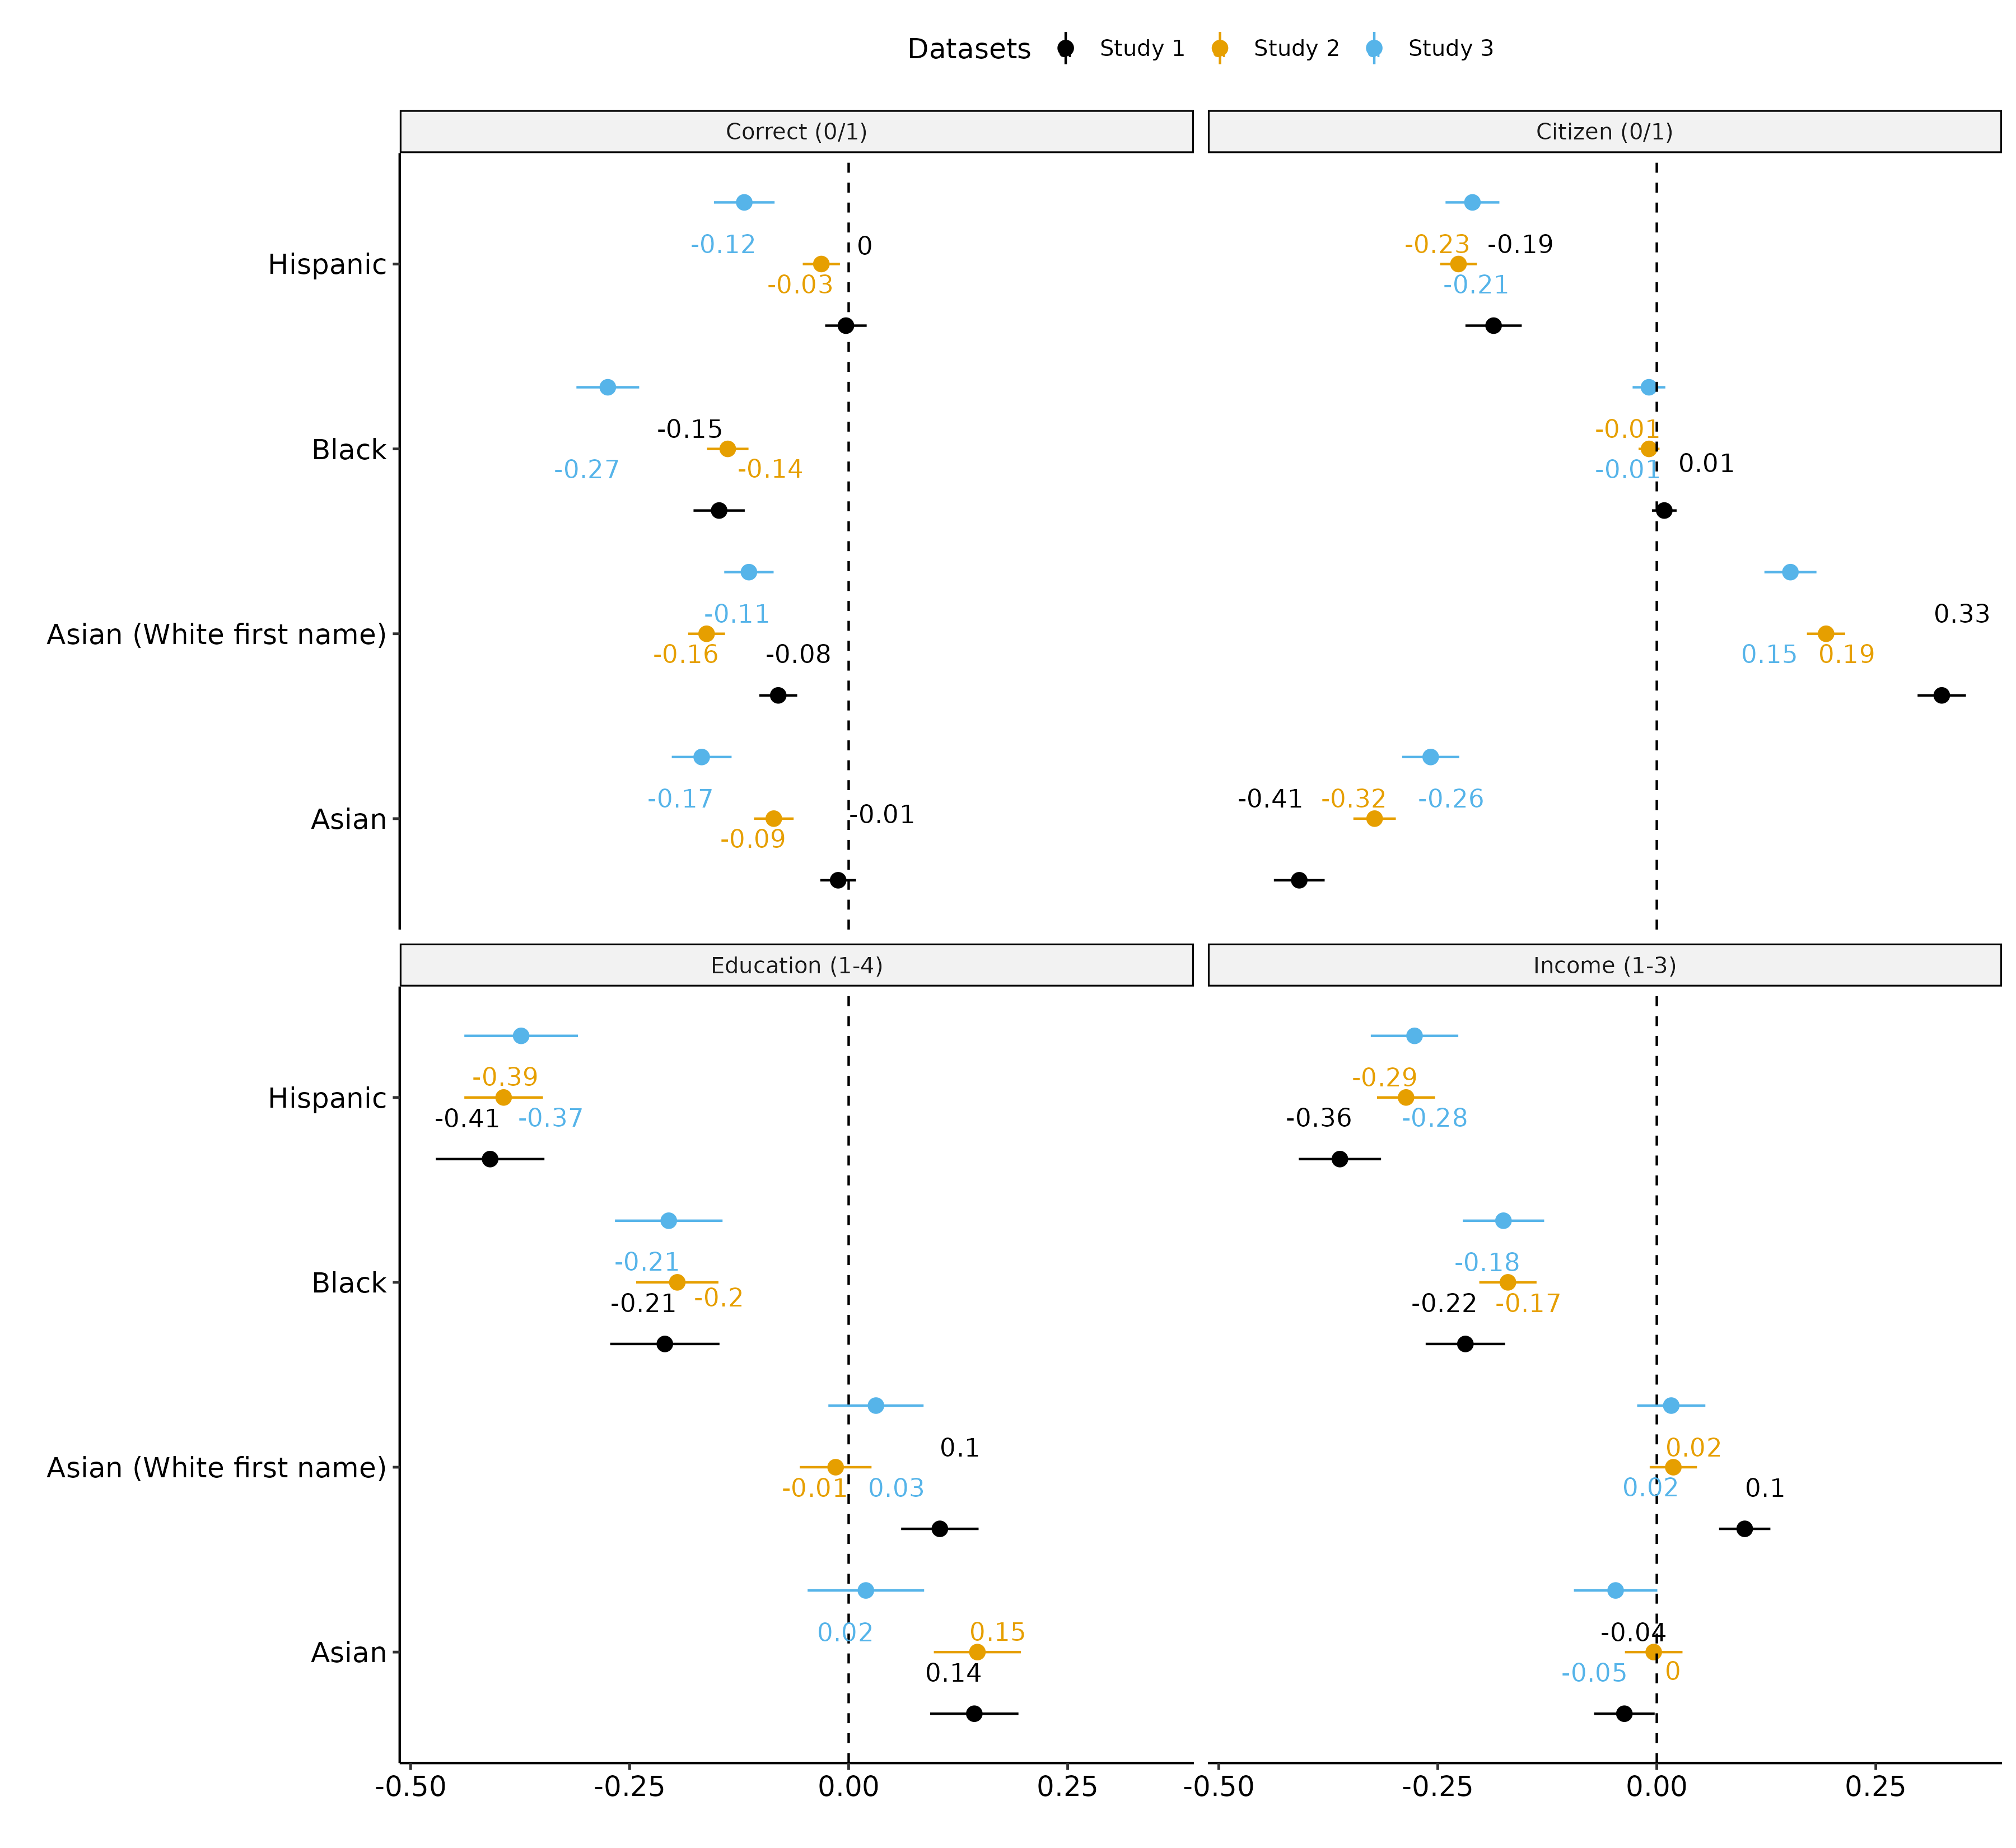 Datasets Study 1 Study 2 Study 3
Correct (0/1) Citizen (0/1)
-0.12 0 -0.23 -0.19
Hispanic
-0.03 -0.21
-0.15 -0.01
Black
-0.27 -0.14 -0.01 0.01
-0.11 0.33
Asian (White first name)
-0.16 -0.08 0.15 0.19
-0.17 -0.01 -0.41 -0.32 -0.26
Asian
-0.09
Education (1-4) Income (1-3)
-0.39 -0.29
Hispanic
-0.41 -0.37 -0.36 -0.28
-0.21 -0.18
Black
-0.21 -0.2 -0.22 -0.17
0.1 0.02
Asian (White first name)
-0.01 0.03 0.02 0.1
0.02 0.15 -0.04
Asian
0.14 -0.05 0
-0.50 -0.25 0.00 0.25 -0.50 -0.25 0.00 0.25